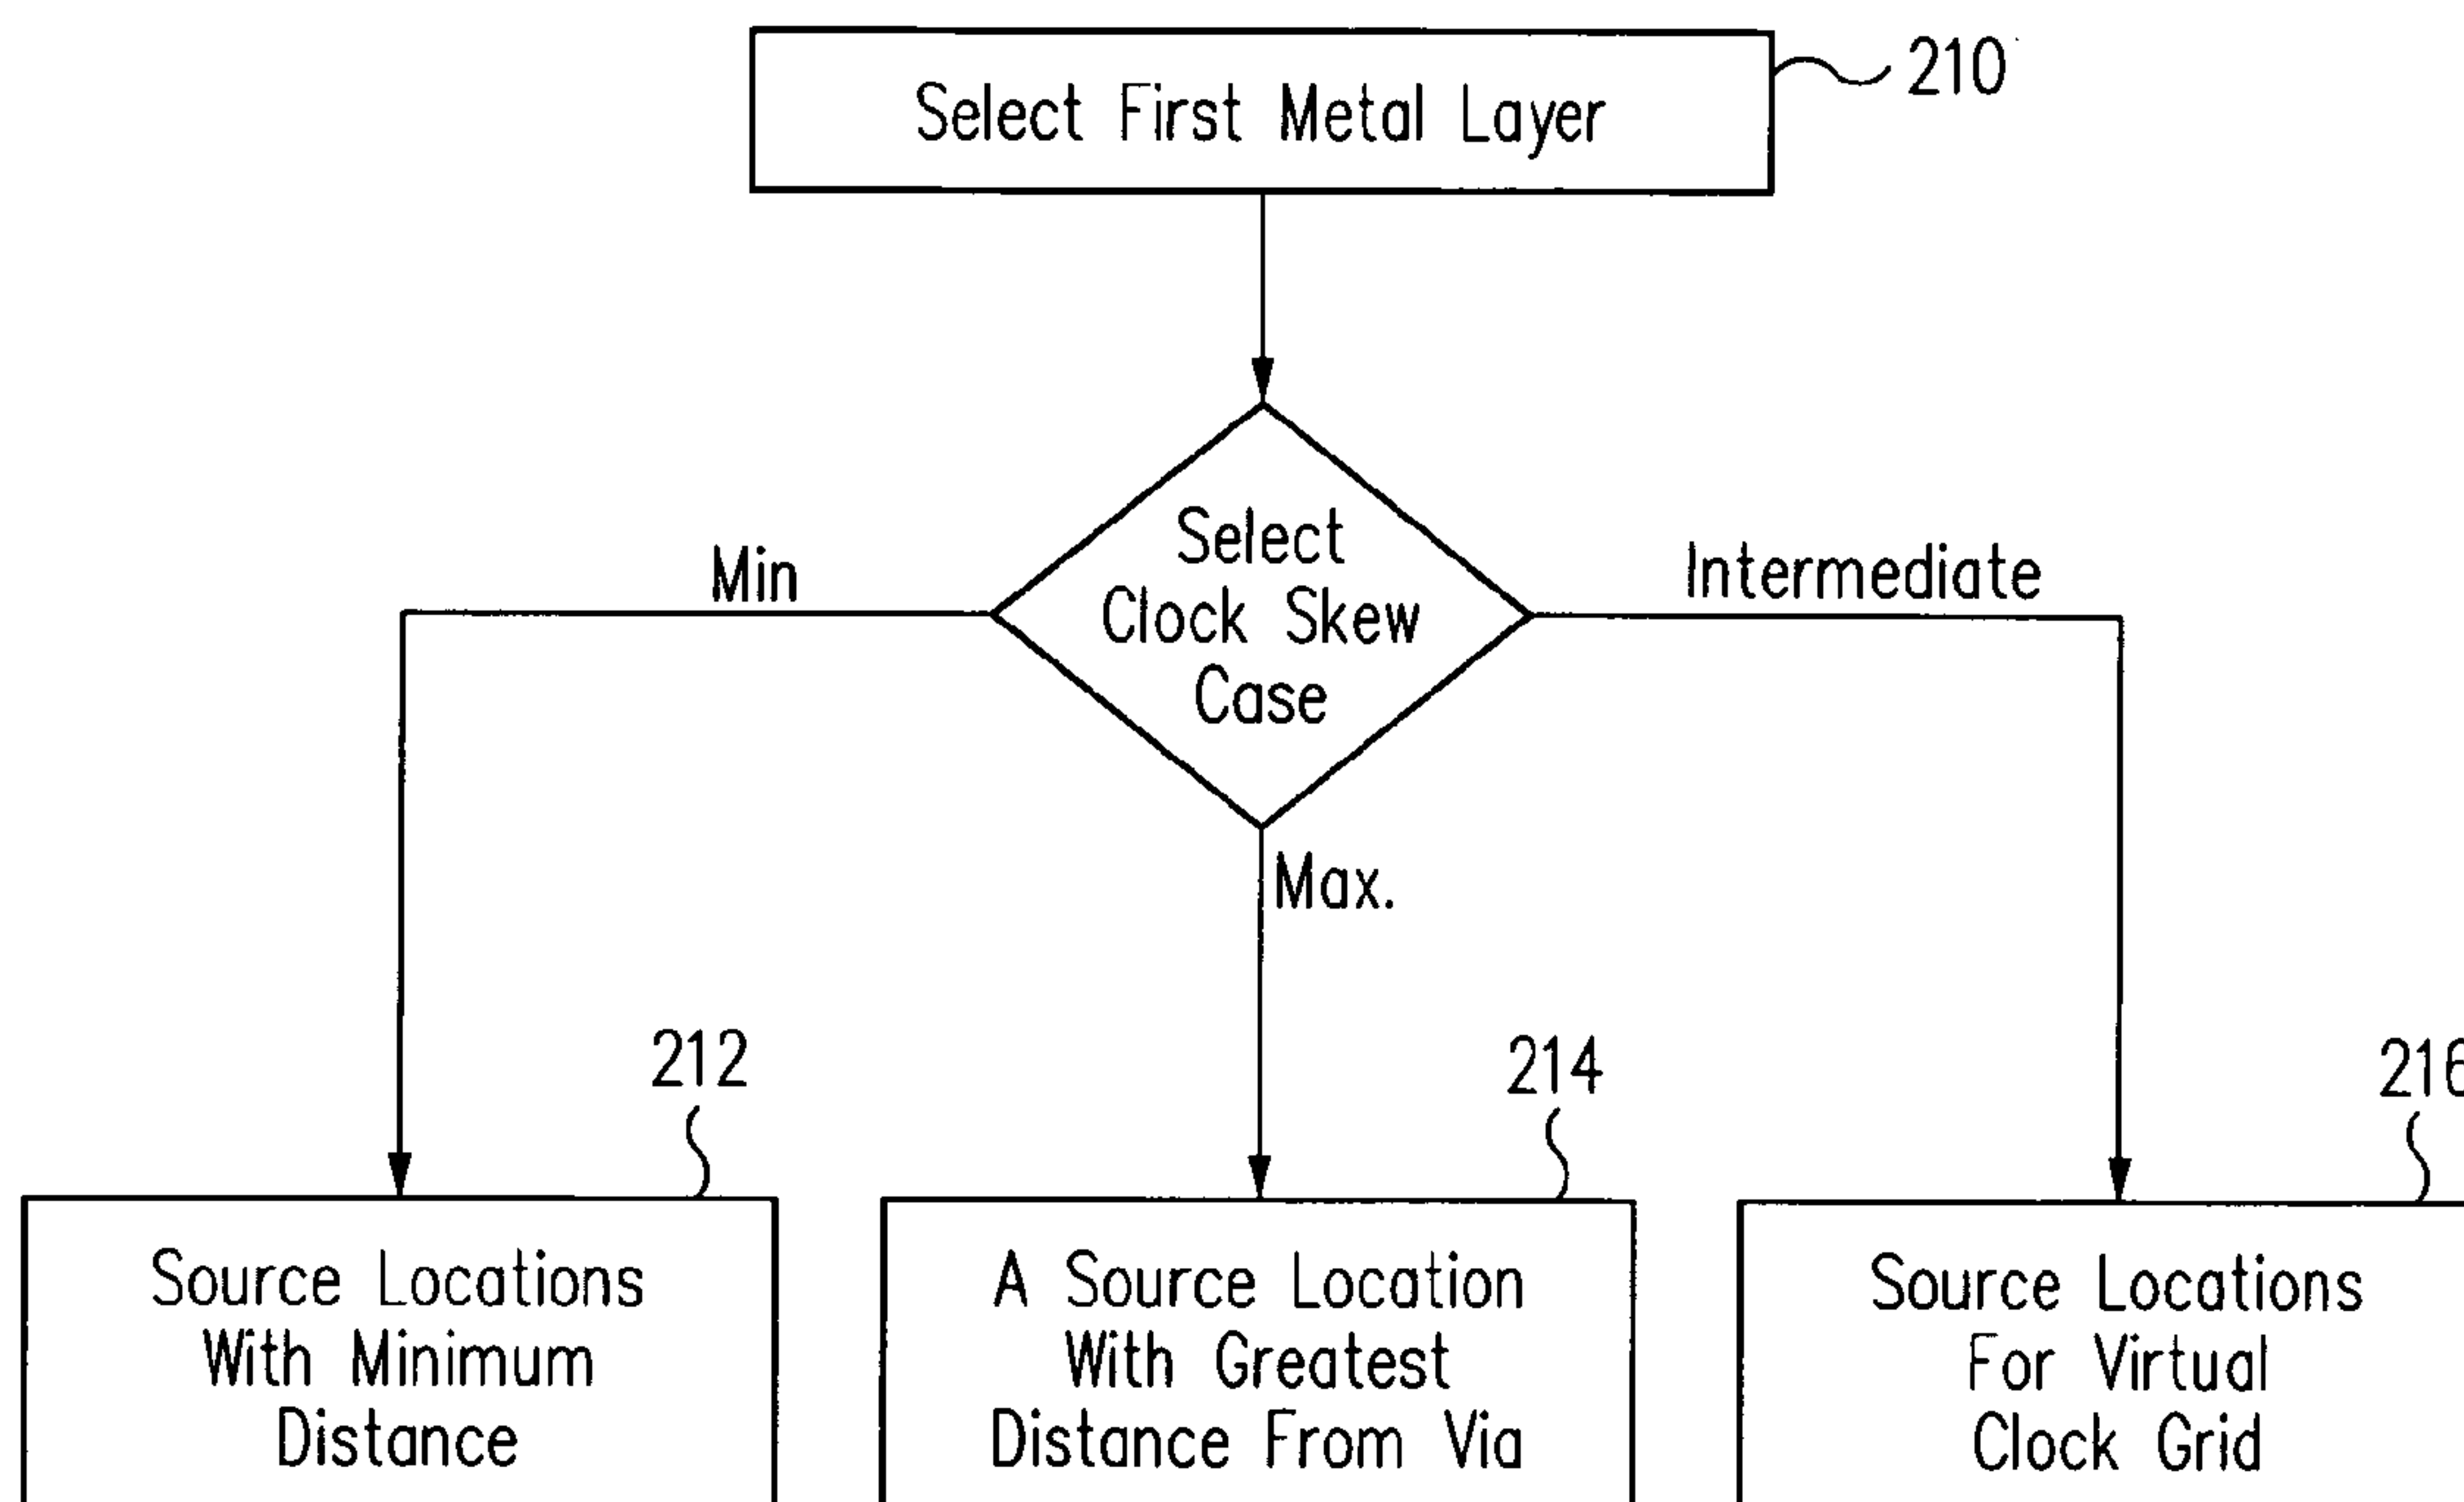 Select First Metal Layer
210
Select
Clock Skew
Case
Min
Intermediate
Max.
212
214
216
Source Locations
With Minimum
Distance
A Source Location
With Greatest
Distance From Via
Source Locations
For Virtual
Clock Grid